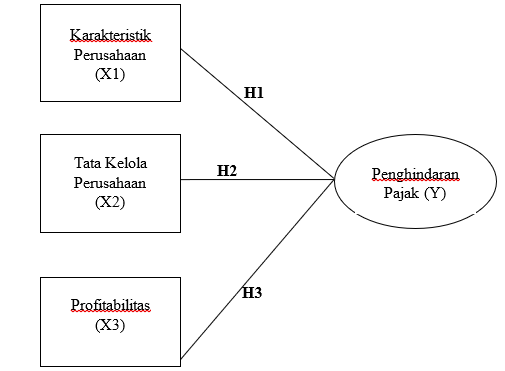 Karakteristik
Perusahaan
(X1)
H1
Tata Kelola
Perusahaan
(X2)
H2
Penghindaran
Pajak (Y)
Profitabilitas
(X3)
H3